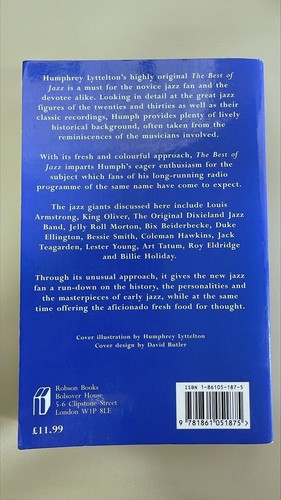 Humphrey Lyttelton's highly original The Best of
Jazz is a must for the novice jazz fan and the
devotee alike. Looking in detail at the great jazz
figures of the twenties and thirties as well as their
classic recordings, Humph provides plenty of lively
historical background, often taken from the
reminiscences of the musicians involved.
With its fresh and colourful approach, The Best of
Jazz imparts Humph's eager enthusiasm for the
subject which fans of his long-running radio
programme of the same name have come to expect.
The jazz giants discussed here include Louis
Armstrong, King Oliver, The Original Dixieland Jazz
Band, Jelly Roll Morton, Bix Beiderbecke, Duke
Ellington, Bessie Smith, Coleman Hawkins, Jack
Teagarden, Lester Young, Art Tatum, Roy Eldridge
and Billie Holiday.
Through its unusual approach, it gives the new jazz
fan a run-down on the history, the personalities and
the masterpieces of early jazz, while at the same
time offering the aficionado fresh food for thought.
Cover illustration by Humphrey Lyttelton
Cover design by David Butler
Robson Books
Bolsover House
5-6 Clipstone Street
London W1P 8LE
£11.99
ISBN 1-86105-187-5
9 781861 051875 >